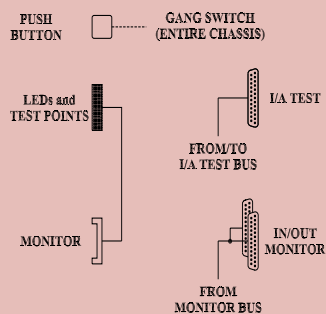 PUSH
BUTTON
GANG SWITCH
(ENTIRE CHASSIS)
LEDs and
TEST POINTS
I/A TEST
FROM/TO
I/A TEST BUS
MONITOR
IN/OUT
MONITOR
FROM
MONITOR BUS